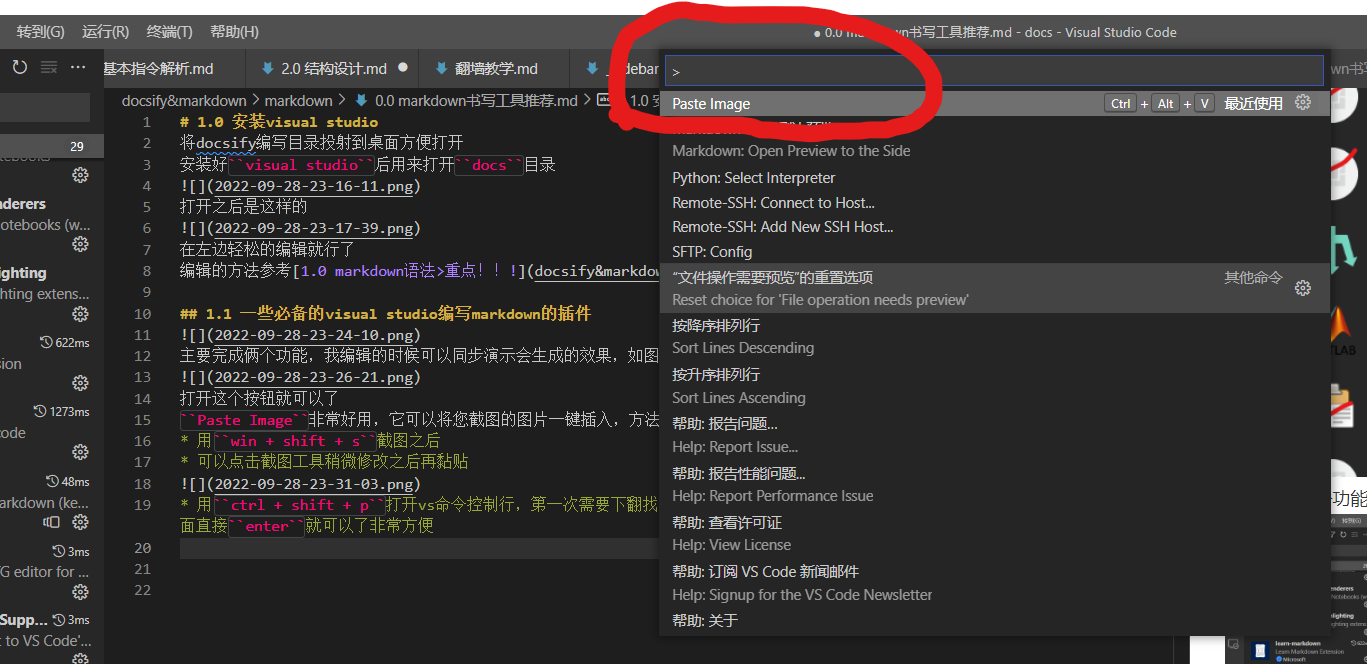 转到(G) 运行(R) 终端(T) 帮助(H)
● 0.0 ma wn书写工具推荐.md - docs - Visual Studio Code
基本指令解析.md 2.0 结构设计.md ● 翻墙教学.md _debar
wn书写
docsify&markdown > markdown > 0.0 markdown书写工具推荐.md > abc 1.0 安
29
enderers
otebooks (w...
ghting
hting extens...
622ms
sion
1273ms
code
48ms
arkdown (ke...
3ms
G editor for ...
Supp... 3ms
t to VS Code'...
1 # 1.0 安装visual studio
2 将docsify编写目录投射到桌面方便打开
3 安装好``visual studio``后用来打开``docs``目录
4 ![](2022-09-28-23-16-11.png)
5 打开之后是这样的
6 ![](2022-09-28-23-17-39.png)
7 在左边轻松的编辑就行了
8 编辑的方法参考[1.0 markdown语法>重点！！！](docsify&markdow
9
10 ## 1.1 一些必备的visual studio编写markdown的插件
11 ![](2022-09-28-23-24-10.png)
12 主要完成俩个功能，我编辑的时候可以同步演示会生成的效果，如图
13 ![](2022-09-28-23-26-21.png)
14 打开这个按钮就可以了
15 ``Paste Image``非常好用，它可以将您截图的图片一键插入，方法
16 * 用``win + shift + s``截图之后
17 * 可以点击截图工具稍微修改之后再黏贴
18 ![](2022-09-28-23-31-03.png)
19 * 用``ctrl + shift + p``打开vs命令控制行，第一次需要下翻找
面直接``enter``就可以了非常方便
20
21
22
>
Paste Image Ctrl + Alt + V 最近使用
Markdown: Open Preview to the Side
Python: Select Interpreter
Remote-SSH: Connect to Host...
Remote-SSH: Add New SSH Host...
SFTP: Config
“文件操作需要预览”的重置选项 其他命令
Reset choice for 'File operation needs preview'
按降序排列行
Sort Lines Descending
按升序排列行
Sort Lines Ascending
帮助: 报告问题...
Help: Report Issue...
帮助: 报告性能问题...
Help: Report Performance Issue
帮助: 查看许可证
Help: View License
帮助: 订阅 VS Code 新闻邮件
Help: Signup for the VS Code Newsletter
帮助: 关于
LAB
功能
learn-markdown
Learn Markdown Extension
Microsoft